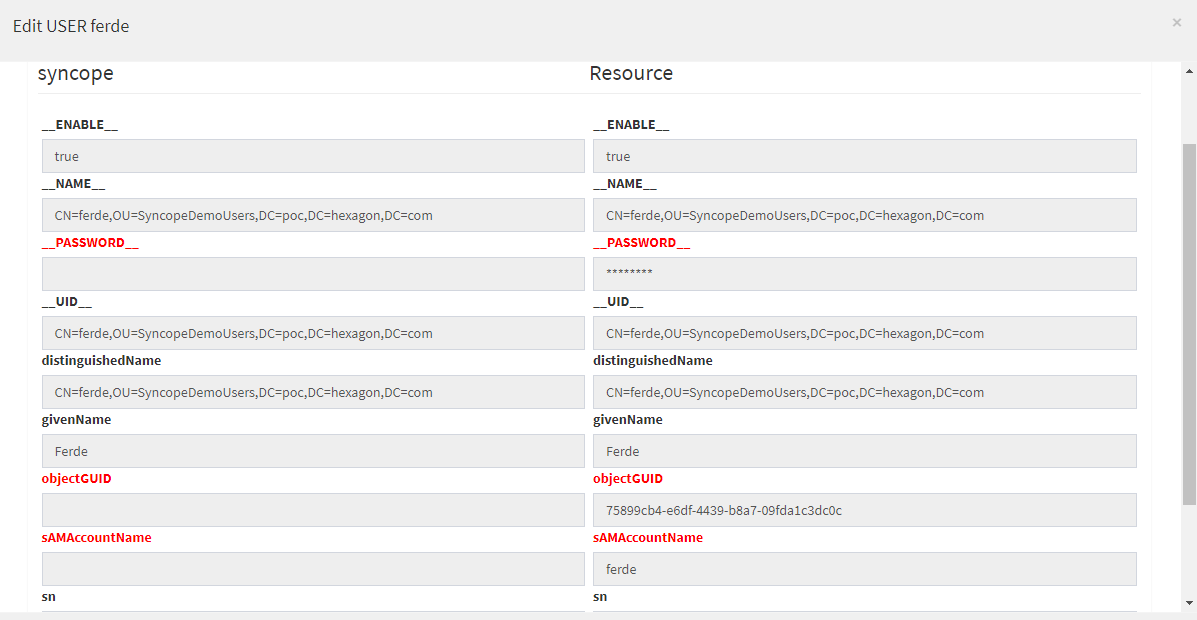 Edit USER ferde ×
syncope Resource
__ENABLE__ __ENABLE__
true true
__NAME__ __NAME__
CN=ferde,OU=SyncopeDemoUsers,DC=poc,DC=hexagon,DC=com CN=ferde,OU=SyncopeDemoUsers,DC=poc,DC=hexagon,DC=com
__PASSWORD__ __PASSWORD__
********
__UID__ __UID__
CN=ferde,OU=SyncopeDemoUsers,DC=poc,DC=hexagon,DC=com CN=ferde,OU=SyncopeDemoUsers,DC=poc,DC=hexagon,DC=com
distinguishedName distinguishedName
CN=ferde,OU=SyncopeDemoUsers,DC=poc,DC=hexagon,DC=com CN=ferde,OU=SyncopeDemoUsers,DC=poc,DC=hexagon,DC=com
givenName givenName
Ferde Ferde
objectGUID objectGUID
75899cb4-e6df-4439-b8a7-09fda1c3dc0c
sAMAccountName sAMAccountName
ferde
sn sn